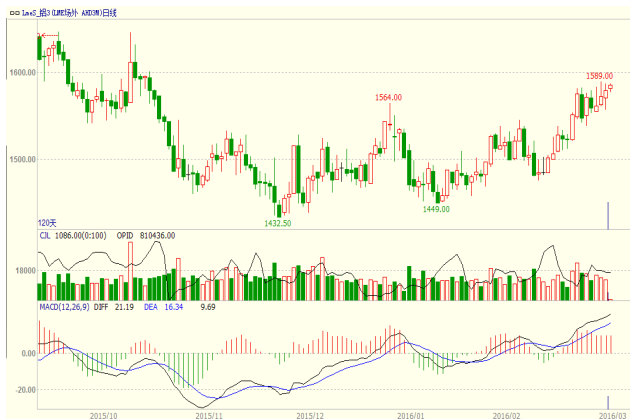 LmeS_铝3(LME场外 AHD3M)日线
1600.00
1589.00
1564.00
1500.00
1449.00
1432.50
120天
CJL 1086.00(0:100) OPID 810436.00
18000
MACD(12,26,9) DIFF 21.19 DEA 16.34 9.69
0.00
-20.00
2015/10 2015/11 2015/12 2016/01 2016/02 2016/03